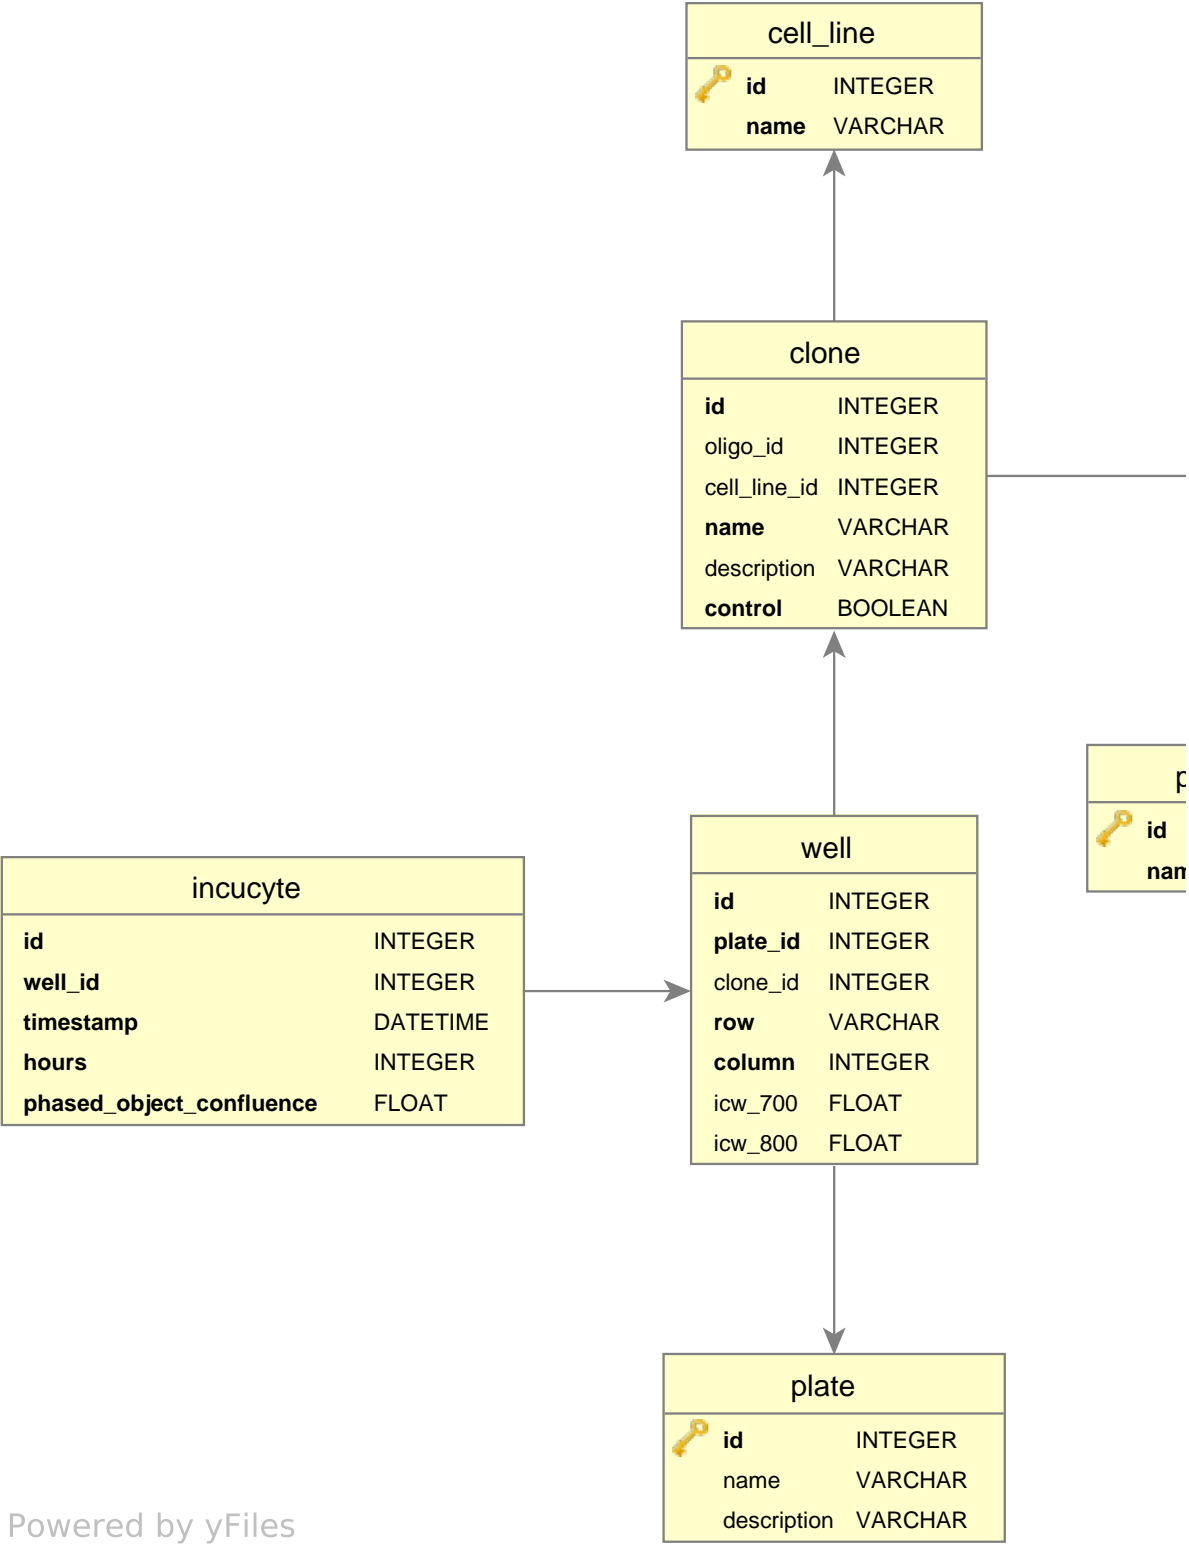 cell_line
id INTEGER
name VARCHAR
clone
id INTEGER
oligo_id INTEGER
cell_line_id INTEGER
name VARCHAR
description VARCHAR
control BOOLEAN
id
well
id INTEGER
plate_id INTEGER
clone_id INTEGER
row VARCHAR
column INTEGER
icw_700 FLOAT
icw_800 FLOAT
incucyte
id INTEGER
well_id INTEGER
timestamp DATETIME
hours INTEGER
phased_object_confluence FLOAT
plate
id INTEGER
name VARCHAR
description VARCHAR
Powered by yFiles